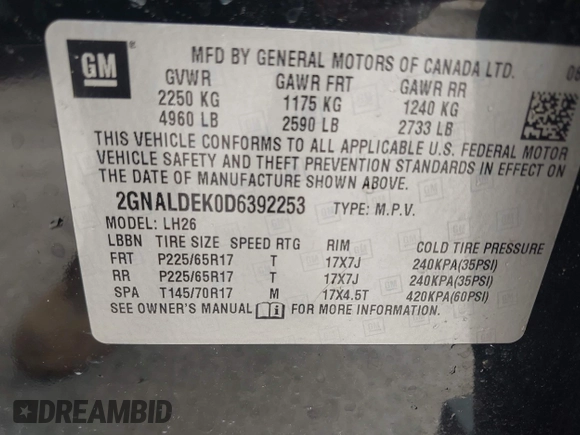 GM
MFD BY GENERAL MOTORS OF CANADA LTD.
GVWR GAWR FRT GAWR RR
2250 KG 1175 KG 1240 KG
4960 LB 2590 LB 2733 LB
THIS VEHICLE CONFORMS TO ALL APPLICABLE U.S. FEDERAL MOTOR
VEHICLE SAFETY AND THEFT PREVENTION STANDARDS IN EFFECT ON
THE DATE OF MANUFACTURE SHOWN ABOVE.
2GNALDEK0D6392253 TYPE: M.P.V.
MODEL: LH26
LBBN TIRE SIZE SPEED RTG RIM COLD TIRE PRESSURE
FRT P225/65R17 T 17X7J 240KPA(35PSI)
RR P225/65R17 T 17X7J 240KPA(35PSI)
SPA T145/70R17 M 17X4.5T 420KPA(60PSI)
SEE OWNER'S MANUAL FOR MORE INFORMATION.
DREAMBID